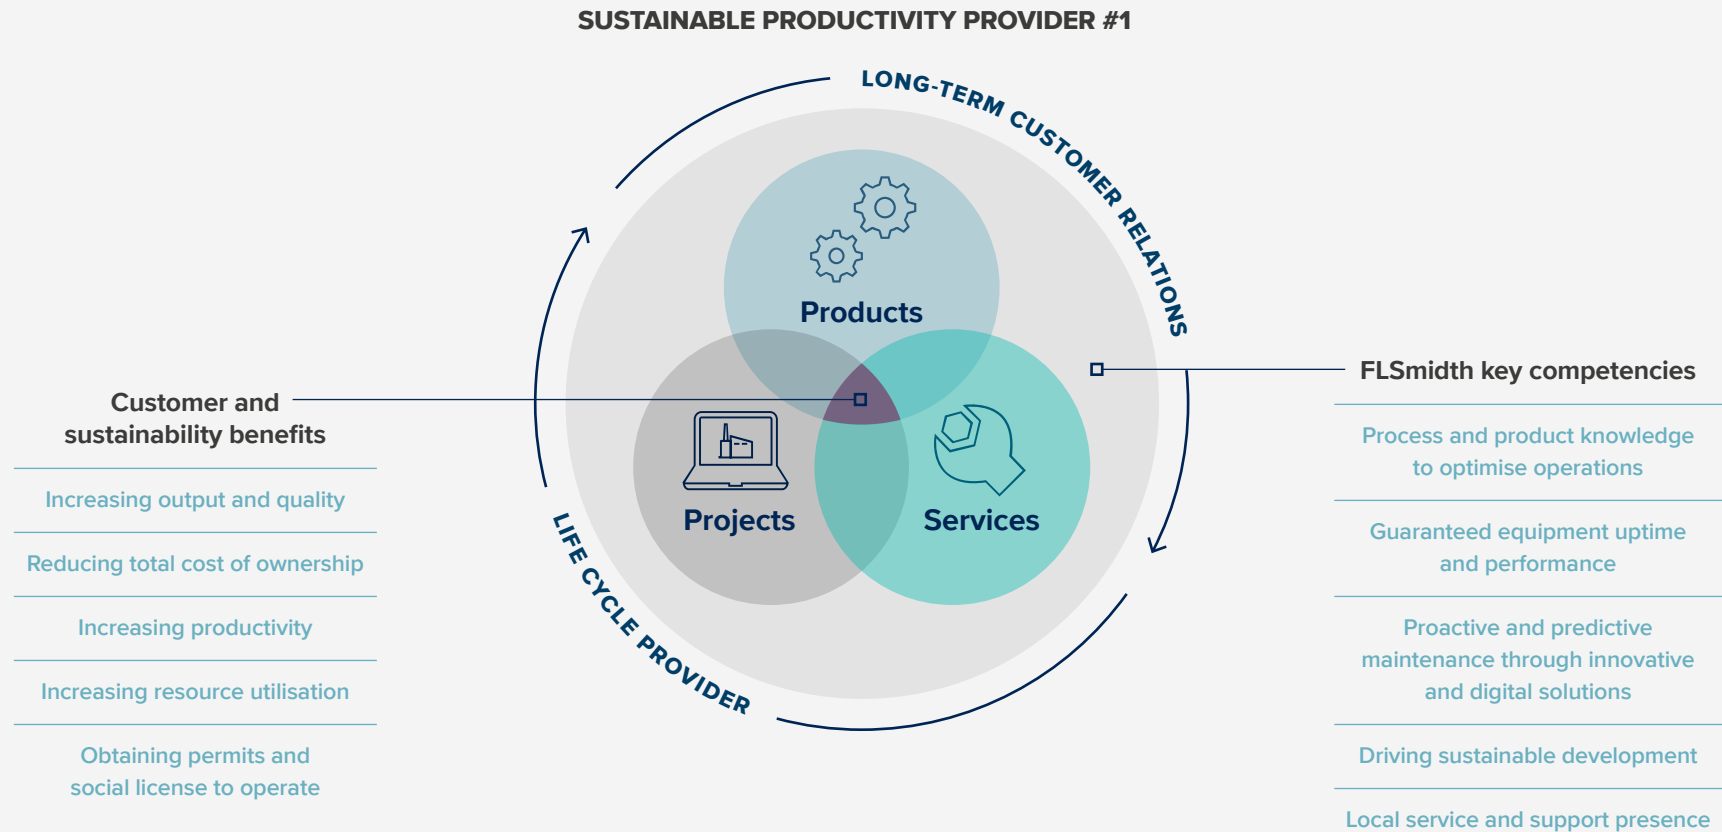 SUSTAINABLE PRODUCTIVITY PROVIDER #1
LONG-TERM CUSTOMER RELATIONS
LIFE CYCLE PROVIDER
Products
Projects
Services
Customer and
sustainability benefits
Increasing output and quality
Reducing total cost of ownership
Increasing productivity
Increasing resource utilisation
Obtaining permits and
social license to operate
FLSmidth key competencies
Process and product knowledge
to optimise operations
Guaranteed equipment uptime
and performance
Proactive and predictive
maintenance through innovative
and digital solutions
Driving sustainable development
Local service and support presence